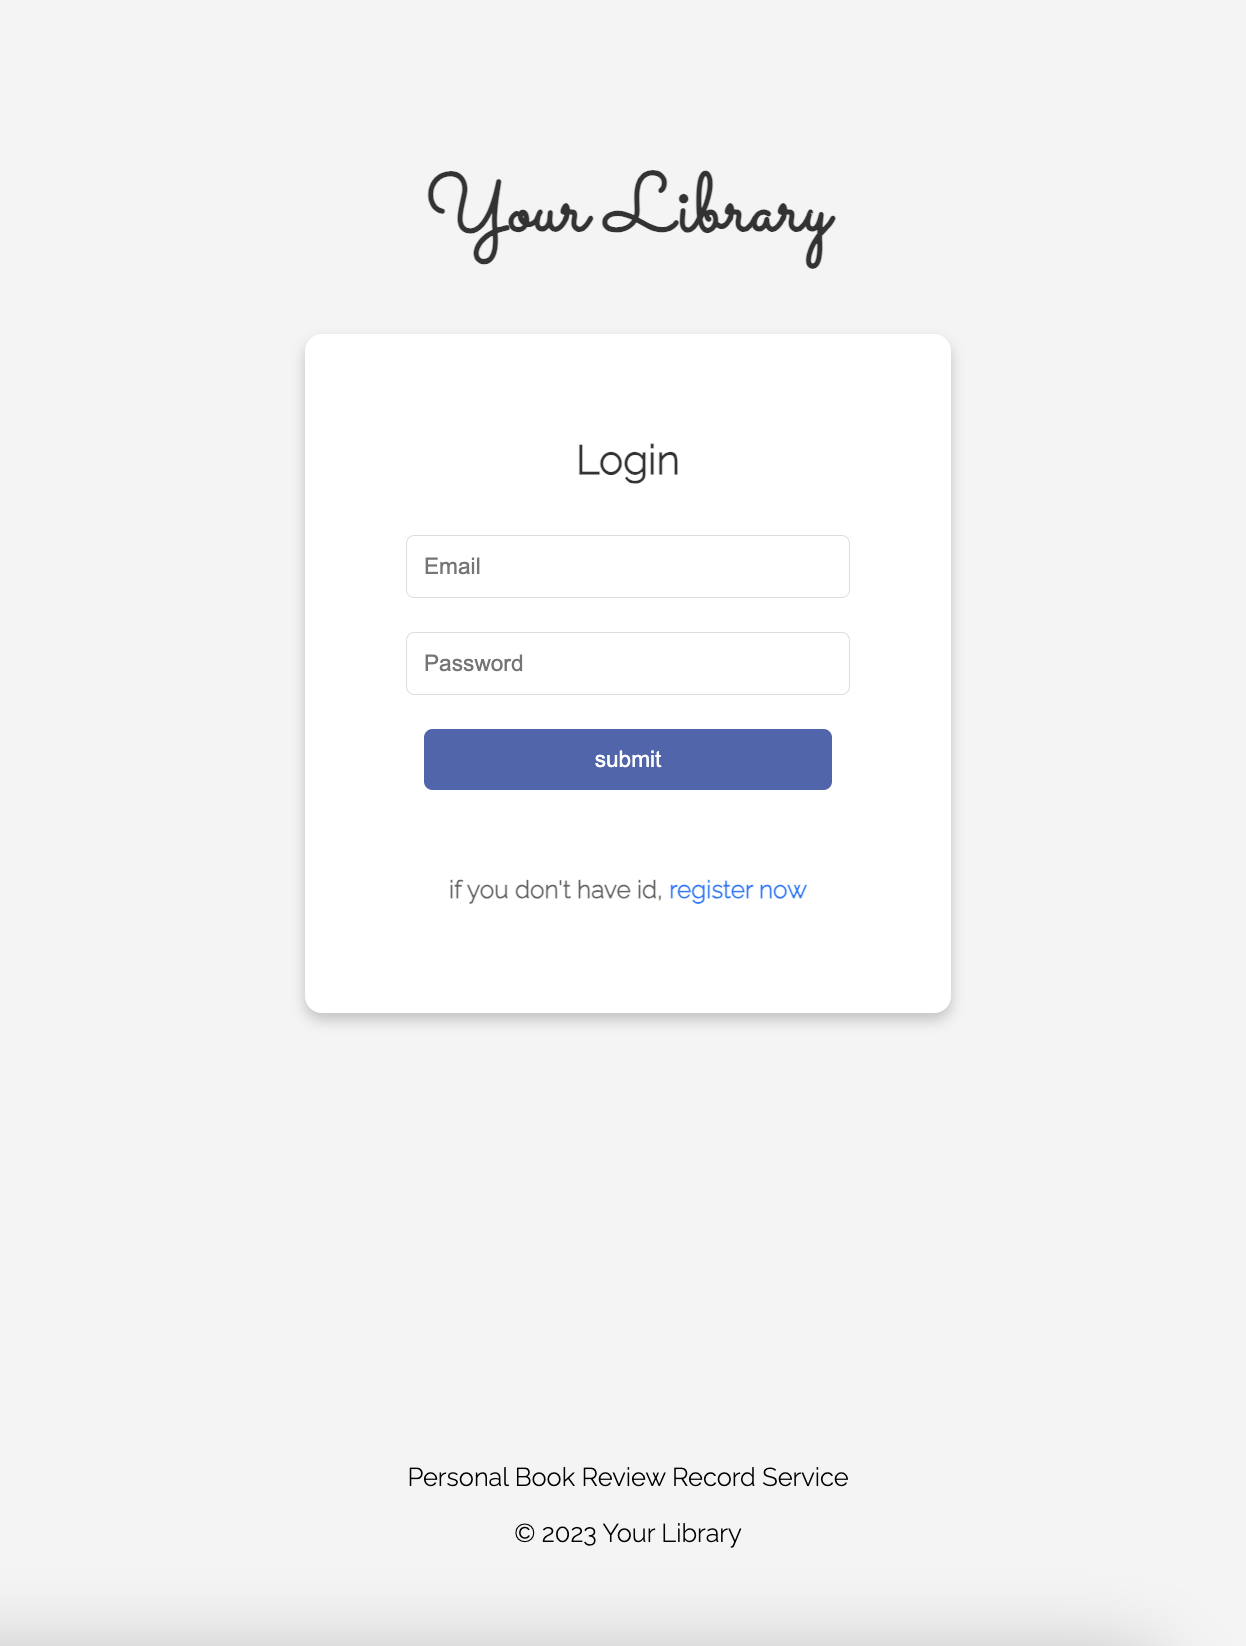 Your Library
Login
Email
Password
submit
if you don't have id, register now
Personal Book Review Record Service
© 2023 Your Library